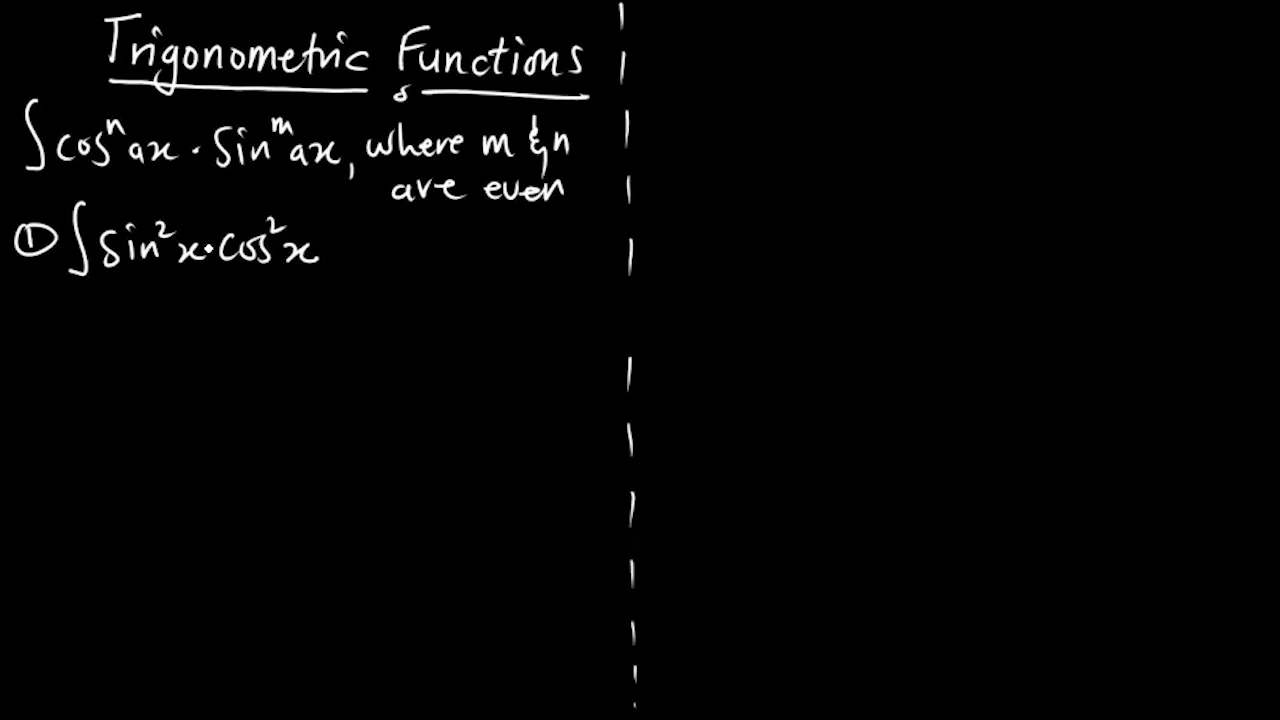 Trigonometric Functions
∫cosⁿax · sinᵐax, where m & n
are even
① ∫sin²x·cos²x